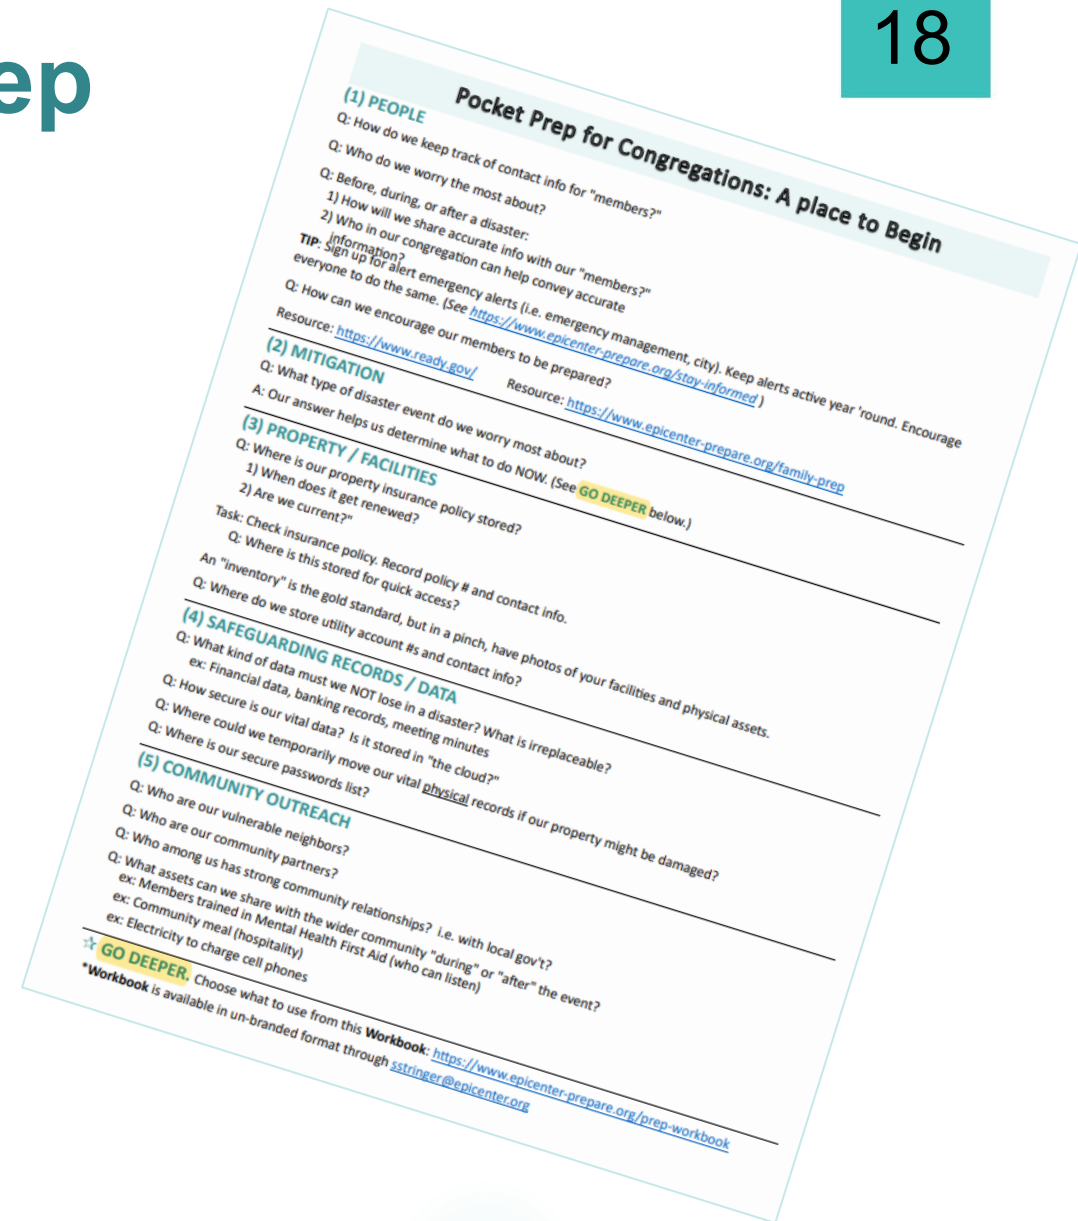 ep
18
Pocket Prep for Congregations: A place to Begin
(1) PEOPLE
Q: How do we keep track of contact info for "members?"
Q: Who do we worry the most about?
Q: Before, during, or after a disaster:
1) How will we share accurate info with our "members?"
2) Who in our congregation can help convey accurate
information?
TIP: Sign up for alert emergency alerts (i.e. emergency management, city). Keep alerts active year 'round. Encourage
everyone to do the same. (See https://www.epicenter-prepare.org/stay-informed )
Q: How can we encourage our members to be prepared?
Resource: https://www.ready.gov/ Resource: https://www.epicenter-prepare.org/family-prep
(2) MITIGATION
Q: What type of disaster event do we worry most about?
A: Our answer helps us determine what to do NOW. (See GO DEEPER below.)
(3) PROPERTY / FACILITIES
Q: Where is our property insurance policy stored?
1) When does it get renewed?
2) Are we current?"
Task: Check insurance policy. Record policy # and contact info.
Q: Where is this stored for quick access?
An "inventory" is the gold standard, but in a pinch, have photos of your facilities and physical assets.
Q: Where do we store utility account #s and contact info?
(4) SAFEGUARDING RECORDS / DATA
Q: What kind of data must we NOT lose in a disaster? What is irreplaceable?
ex: Financial data, banking records, meeting minutes
Q: How secure is our vital data? Is it stored in "the cloud?"
Q: Where could we temporarily move our vital physical records if our property might be damaged?
Q: Where is our secure passwords list?
(5) COMMUNITY OUTREACH
Q: Who are our vulnerable neighbors?
Q: Who are our community partners?
Q: Who among us has strong community relationships? i.e. with local gov't?
Q: What assets can we share with the wider community "during" or "after" the event?
ex: Members trained in Mental Health First Aid (who can listen)
ex: Community meal (hospitality)
ex: Electricity to charge cell phones
☆ GO DEEPER. Choose what to use from this Workbook: https://www.epicenter-prepare.org/prep-workbook
*Workbook is available in un-branded format through sstringer@epicenter.org